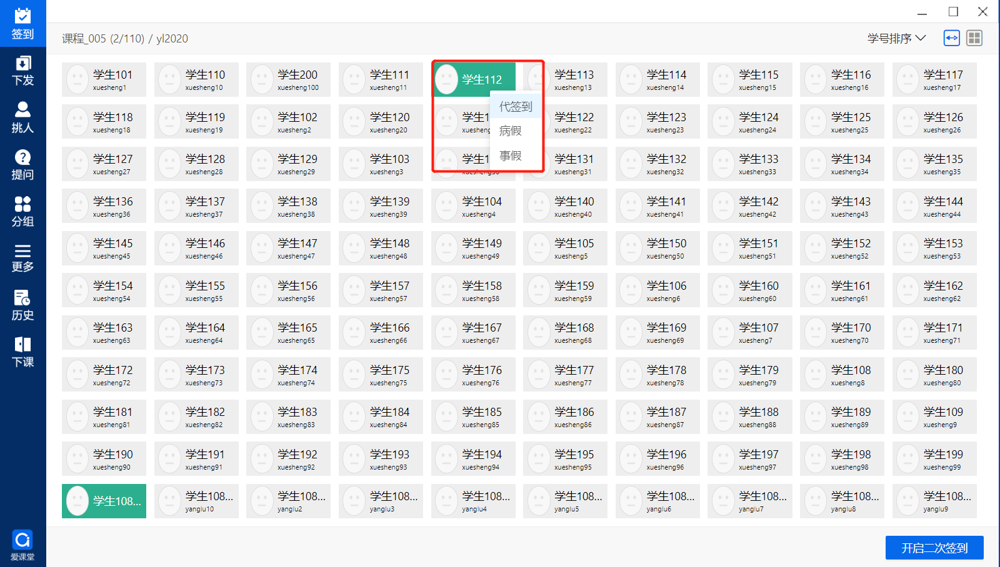 签到
下发
挑人
提问
分组
更多
历史
下课
爱课堂
课程_005 (2/110) / yl2020
学号排序
学生101 学生110 学生200 学生111 学生112 学生113 学生114 学生115 学生116 学生117
xuesheng1 xuesheng10 xuesheng100 xuesheng11 xuesheng13 xuesheng14 xuesheng15 xuesheng16 xuesheng17
代签到
病假
事假
学生118 学生119 学生102 学生120 学生1 学生122 学生123 学生124 学生125 学生126
xuesheng18 xuesheng19 xuesheng2 xuesheng20 xuesheng xuesheng22 xuesheng23 xuesheng24 xuesheng25 xuesheng26
学生127 学生128 学生129 学生103 学生1 学生131 学生132 学生133 学生134 学生135
xuesheng27 xuesheng28 xuesheng29 xuesheng3 xuesheng30 xuesheng31 xuesheng32 xuesheng33 xuesheng34 xuesheng35
学生136 学生137 学生138 学生139 学生104 学生140 学生141 学生142 学生143 学生144
xuesheng36 xuesheng37 xuesheng38 xuesheng39 xuesheng4 xuesheng40 xuesheng41 xuesheng42 xuesheng43 xuesheng44
学生145 学生146 学生147 学生148 学生149 学生105 学生150 学生151 学生152 学生153
xuesheng45 xuesheng46 xuesheng47 xuesheng48 xuesheng49 xuesheng5 xuesheng50 xuesheng51 xuesheng52 xuesheng53
学生154 学生155 学生156 学生157 学生158 学生159 学生106 学生160 学生161 学生162
xuesheng54 xuesheng55 xuesheng56 xuesheng57 xuesheng58 xuesheng59 xuesheng6 xuesheng60 xuesheng61 xuesheng62
学生163 学生164 学生165 学生166 学生167 学生168 学生169 学生107 学生170 学生171
xuesheng63 xuesheng64 xuesheng65 xuesheng66 xuesheng67 xuesheng68 xuesheng69 xuesheng7 xuesheng70 xuesheng71
学生172 学生173 学生174 学生175 学生176 学生177 学生178 学生179 学生108 学生180
xuesheng72 xuesheng73 xuesheng74 xuesheng75 xuesheng76 xuesheng77 xuesheng78 xuesheng79 xuesheng8 xuesheng80
学生181 学生182 学生183 学生184 学生185 学生186 学生187 学生188 学生189 学生109
xuesheng81 xuesheng82 xuesheng83 xuesheng84 xuesheng85 xuesheng86 xuesheng87 xuesheng88 xuesheng89 xuesheng9
学生190 学生191 学生192 学生193 学生194 学生195 学生196 学生197 学生198 学生199
xuesheng90 xuesheng91 xuesheng92 xuesheng93 xuesheng94 xuesheng95 xuesheng96 xuesheng97 xuesheng98 xuesheng99
学生108... 学生108... 学生108... 学生108... 学生108... 学生108... 学生108... 学生108... 学生108... 学生108...
yanglu10 yanglu2 yanglu3 yanglu4 yanglu5 yanglu6 yanglu7 yanglu8 yanglu9
开启二次签到